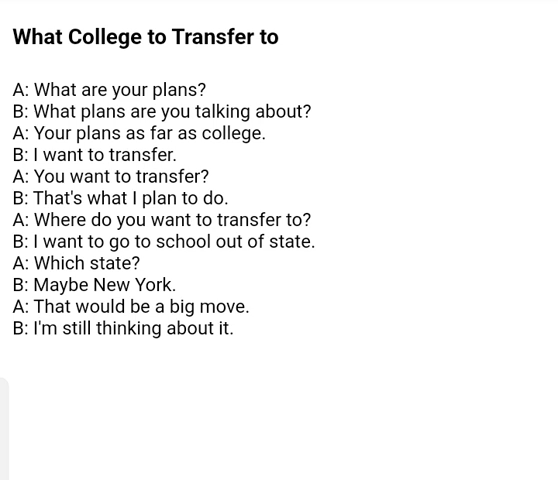 What College to Transfer to
A: What are your plans?
B: What plans are you talking about?
A: Your plans as far as college.
B: I want to transfer.
A: You want to transfer?
B: That's what I plan to do.
A: Where do you want to transfer to?
B: I want to go to school out of state.
A: Which state?
B: Maybe New York.
A: That would be a big move.
B: I'm still thinking about it.